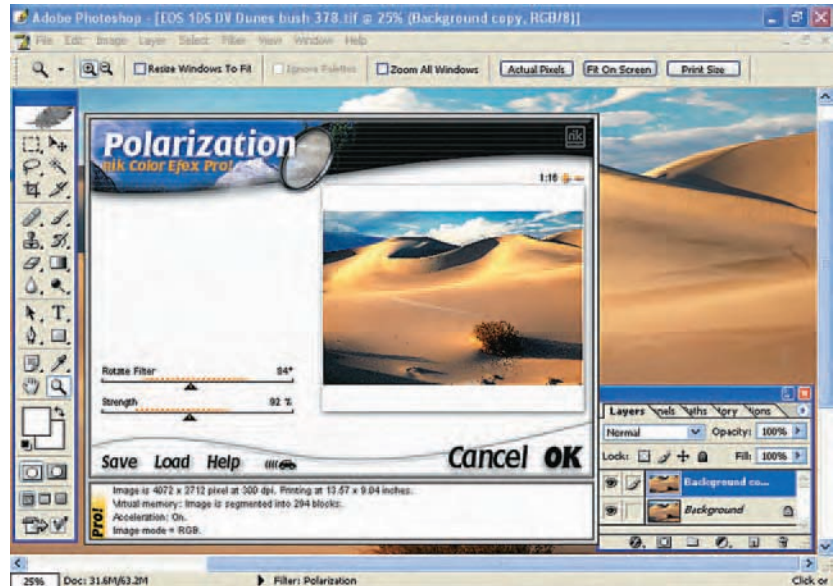 Adobe Photoshop - [EOS 1DS DV Dunes bush 378.tif @ 25% (Background copy, RGB/8)]
File Edit Image Layer Select Filter View Window Help
Resize Windows To Fit Ignore Palettes Zoom All Windows Actual Pixels Fit On Screen Print Size
Polarization
nik Color Efex Pro!
nik
1:16
Rotate Filter 84°
Strength 92 %
Save Load Help Cancel OK
Pro!
Image is 4072 x 2712 pixel at 300 dpi. Printing at 13.57 x 9.04 inches.
Virtual memory: Image is segmented into 294 blocks.
Acceleration: On.
Image mode = RGB.
Layers nnels aths tory tions
Normal Opacity: 100%
Lock: Fill: 100%
Background co...
Background
25% Doc: 31.6M/63.2M Filter: Polarization Click